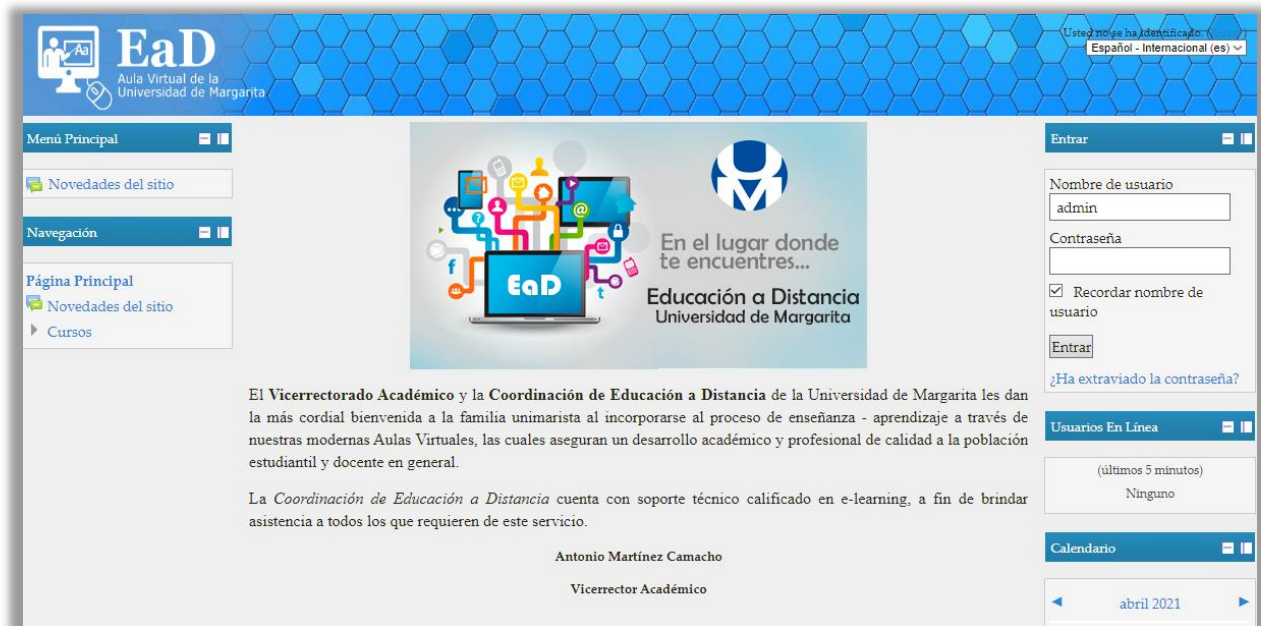 Aa
EaD
Aula Virtual de la
Universidad de Margarita
Usted no se ha identificado.
Español - Internacional (es)
Menú Principal
Novedades del sitio
Navegación
Página Principal
Novedades del sitio
Cursos
EaD
En el lugar donde
te encuentres...
Educación a Distancia
Universidad de Margarita
El Vicerrectorado Académico y la Coordinación de Educación a Distancia de la Universidad de Margarita les dan
la más cordial bienvenida a la familia unimarista al incorporarse al proceso de enseñanza - aprendizaje a través de
nuestras modernas Aulas Virtuales, las cuales aseguran un desarrollo académico y profesional de calidad a la población
estudiantil y docente en general.
La Coordinación de Educación a Distancia cuenta con soporte técnico calificado en e-learning, a fin de brindar
asistencia a todos los que requieren de este servicio.
Antonio Martínez Camacho
Vicerrector Académico
Entrar
Nombre de usuario
admin
Contraseña
Recordar nombre de
usuario
Entrar
¿Ha extraviado la contraseña?
Usuarios En Línea
(últimos 5 minutos)
Ninguno
Calendario
abril 2021